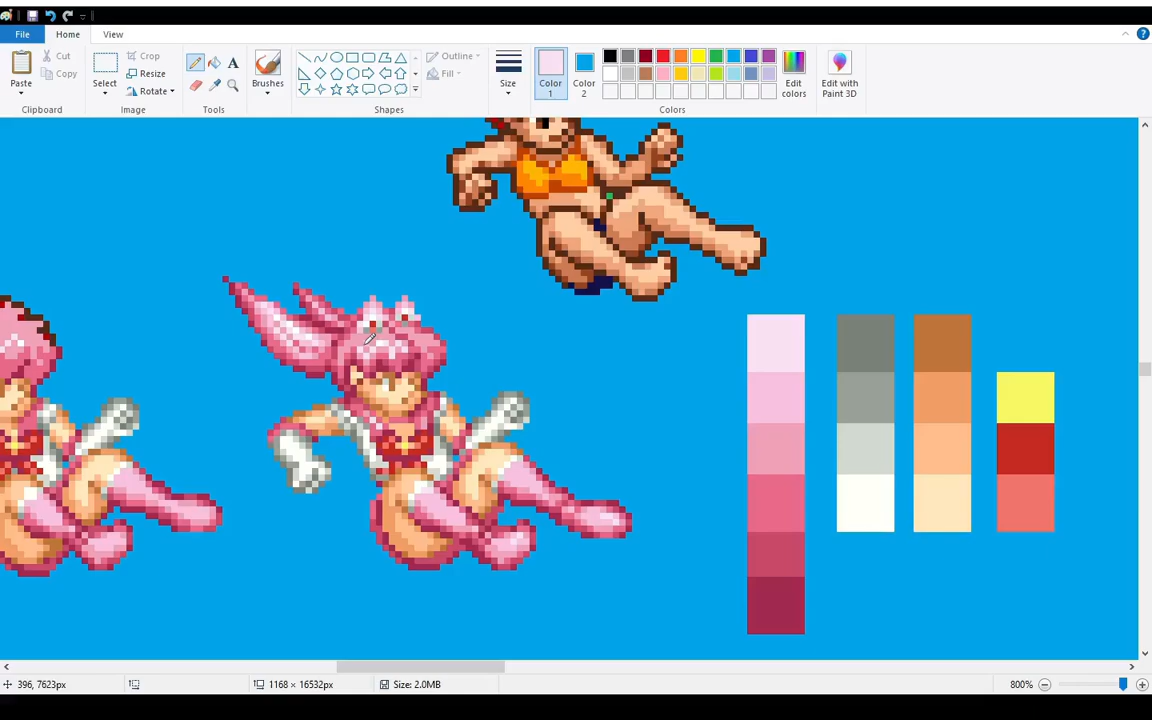 File Home View
Paste
Cut
Copy
Clipboard
Select
Crop
Resize
Rotate
Image
A
Tools
Brushes
Outline
Fill
Shapes
Size
Color 1
Color 2
Colors
Edit colors
Edit with Paint 3D
396, 7623px
1168 × 16532px
Size: 2.0MB
800%